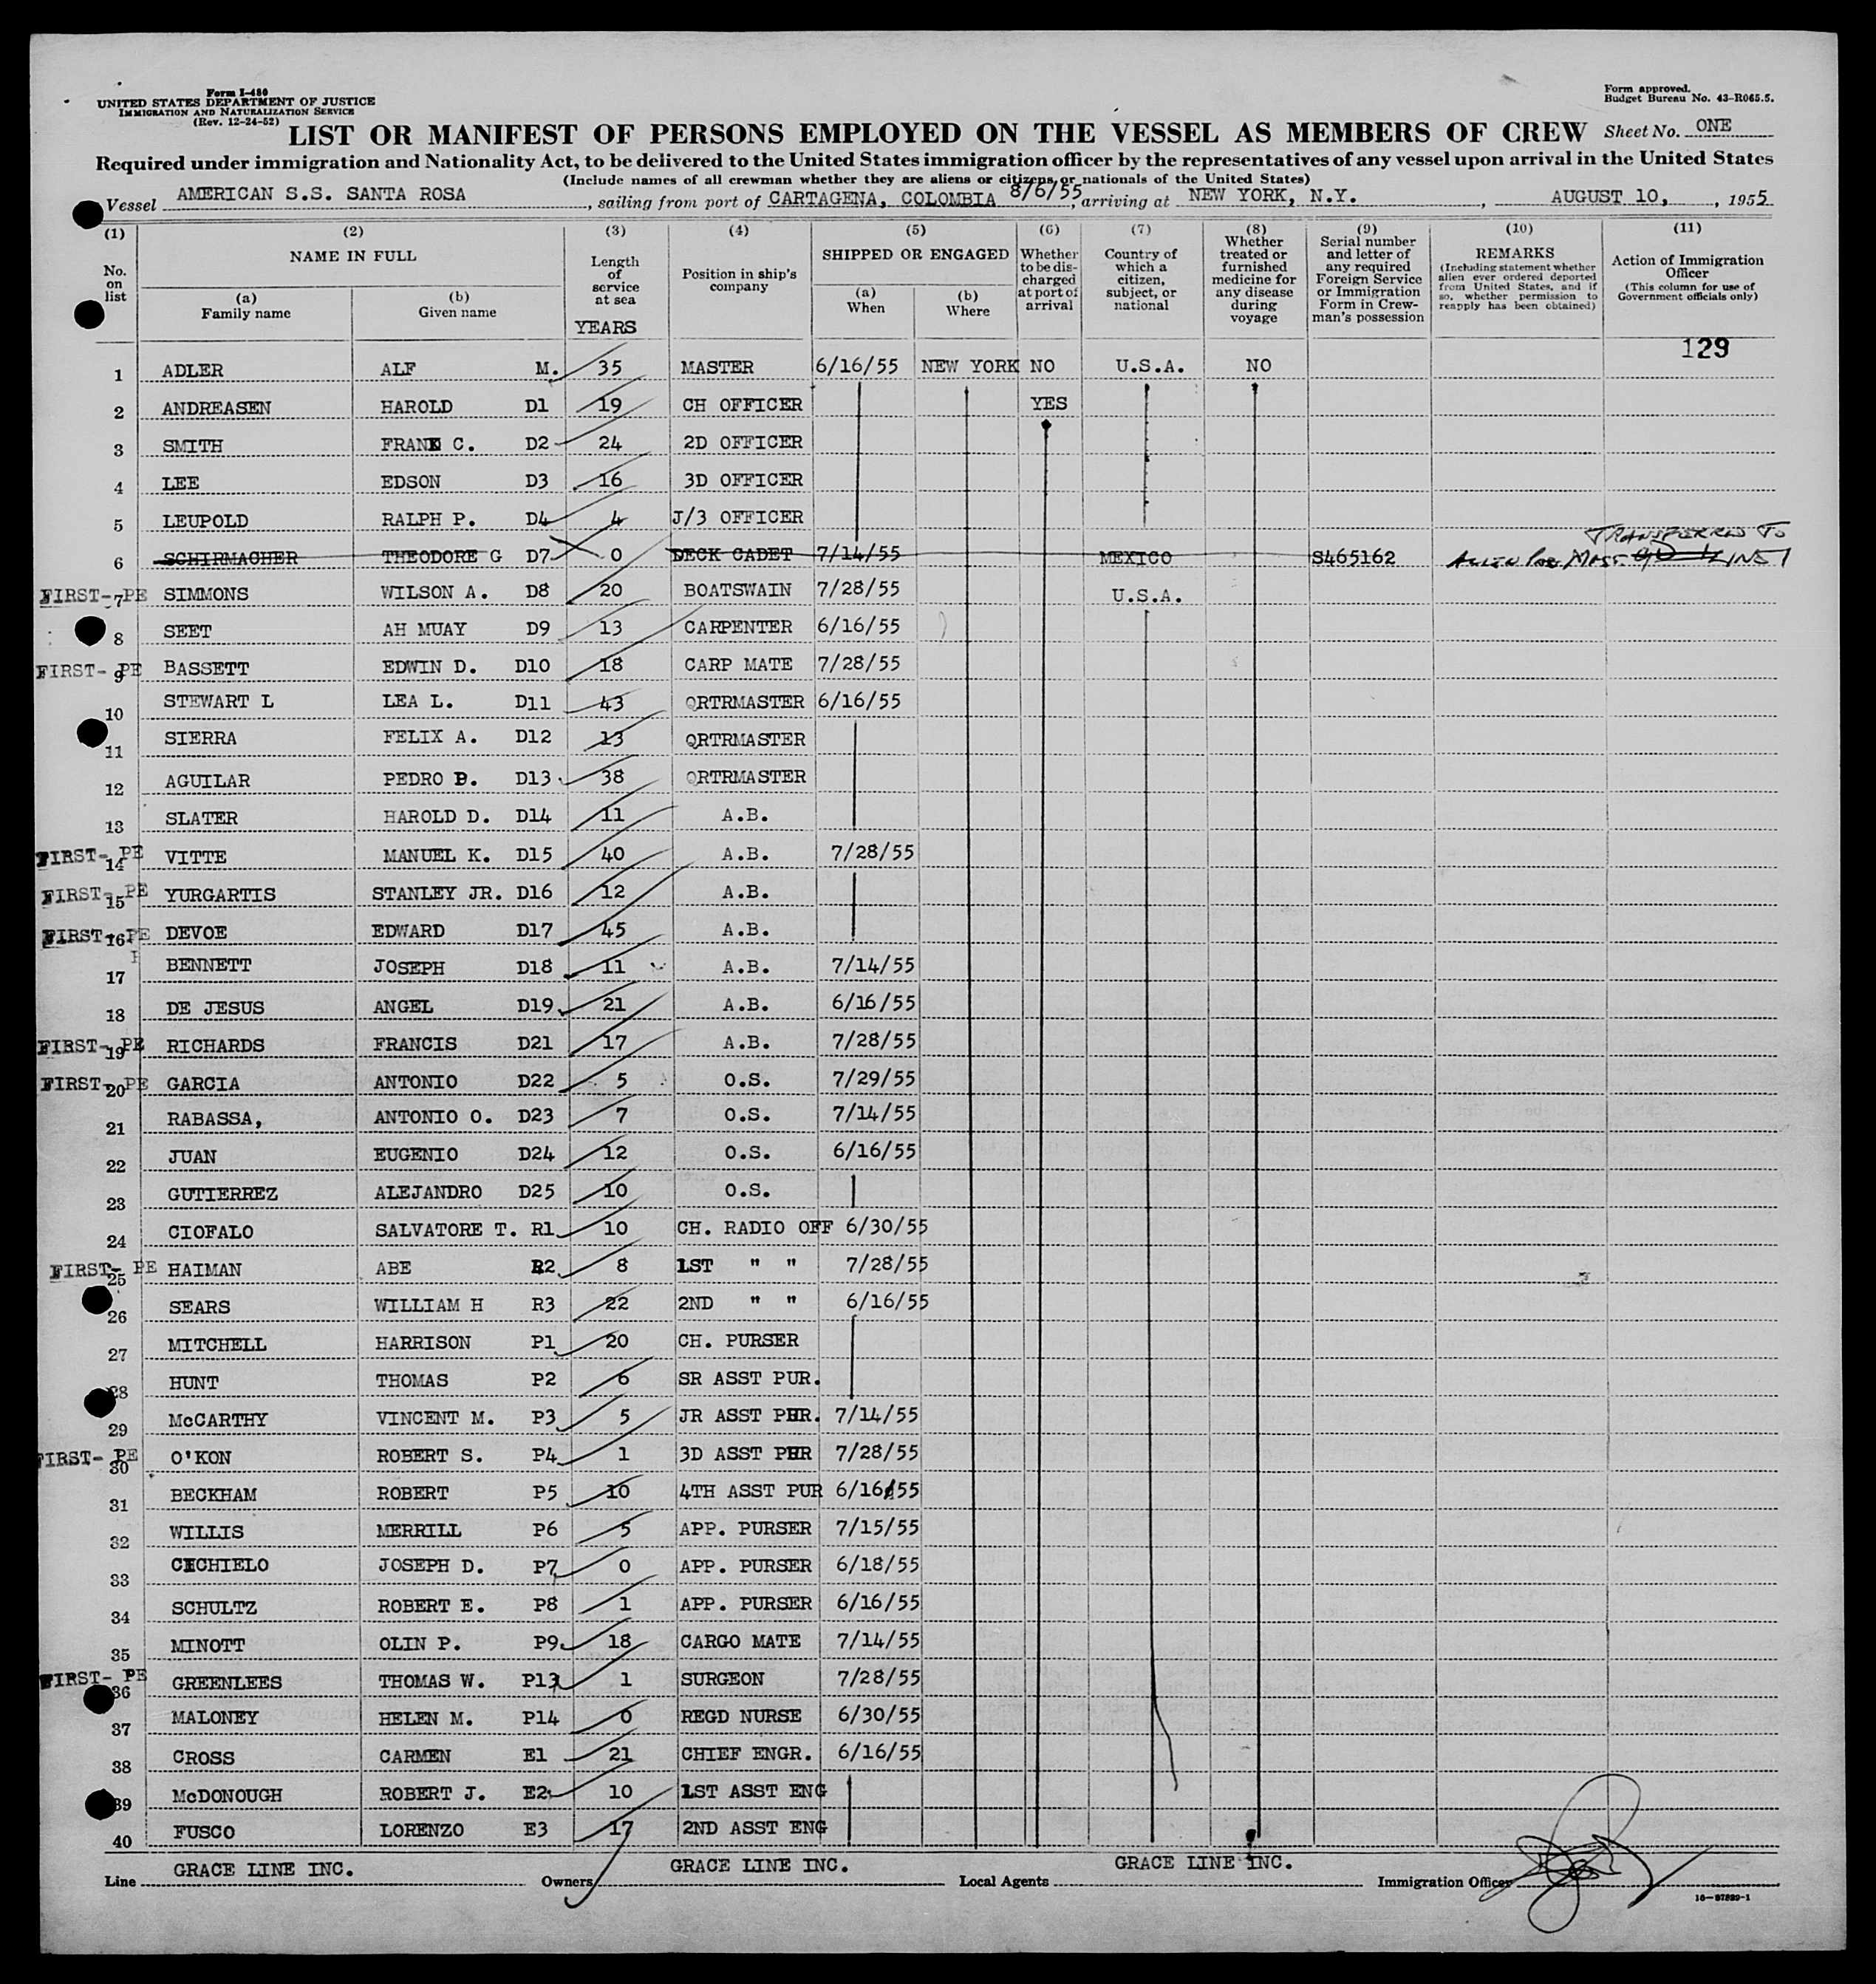 Form I-480
UNITED STATES DEPARTMENT OF JUSTICE
IMMIGRATION AND NATURALIZATION SERVICE
(Rev. 12-24-52)
Form approved.
Budget Bureau No. 43-R065.5.
LIST OR MANIFEST OF PERSONS EMPLOYED ON THE VESSEL AS MEMBERS OF CREW Sheet No. ONE
Required under immigration and Nationality Act, to be delivered to the United States immigration officer by the representatives of any vessel upon arrival in the United States
(Include names of all crewman whether they are aliens or citizens or nationals of the United States)
Vessel AMERICAN S.S. SANTA ROSA, sailing from port of CARTAGENA, COLOMBIA 8/6/55, arriving at NEW YORK, N.Y., AUGUST 10, 1955
(1) No. on list
(2) NAME IN FULL
(a) Family name
(b) Given name
(3) Length of service at sea YEARS
(4) Position in ship's company
(5) SHIPPED OR ENGAGED
(a) When
(b) Where
(6) Whether to be discharged at port of arrival
(7) Country of which a citizen, subject, or national
(8) Whether treated or furnished medicine for any disease during voyage
(9) Serial number and letter of any required Foreign Service or Immigration Form in Crewman's possession
(10) REMARKS (Including statement whether alien ever ordered deported from United States, and if so, whether permission to reapply has been obtained)
(11) Action of Immigration Officer (This column for use of Government officials only)
129
1 ADLER ALF M. 35 MASTER 6/16/55 NEW YORK NO U.S.A. NO
2 ANDREASEN HAROLD D1 19 CH OFFICER YES
3 SMITH FRANK C. D2 24 2D OFFICER
4 LEE EDSON D3 16 3D OFFICER
5 LEUPOLD RALPH P. D4 4 J/3 OFFICER
TRANSFERRED TO
6 SCHIRMACHER THEODORE G D7 0 DECK CADET 7/14/55 MEXICO S465162 ALIEN LINE 1
FIRST- PE 7 SIMMONS WILSON A. D8 20 BOATSWAIN 7/28/55 U.S.A.
8 SEET AH MUAY D9 13 CARPENTER 6/16/55
FIRST- PE 9 BASSETT EDWIN D. D10 18 CARP MATE 7/28/55
10 STEWART L LEA L. D11 43 QRTRMASTER 6/16/55
11 SIERRA FELIX A. D12 13 QRTRMASTER
12 AGUILAR PEDRO B. D13 38 QRTRMASTER
13 SLATER HAROLD D. D14 11 A.B.
FIRST- PE 14 VITTE MANUEL K. D15 40 A.B. 7/28/55
FIRST- PE 15 YURGARTIS STANLEY JR. D16 12 A.B.
FIRST- PE 16 DEVOE EDWARD D17 45 A.B.
17 BENNETT JOSEPH D18 11 A.B. 7/14/55
18 DE JESUS ANGEL D19 21 A.B. 6/16/55
FIRST- PE 19 RICHARDS FRANCIS D21 17 A.B. 7/28/55
FIRST- PE 20 GARCIA ANTONIO D22 5 O.S. 7/29/55
21 RABASSA, ANTONIO O. D23 7 O.S. 7/14/55
22 JUAN EUGENIO D24 12 O.S. 6/16/55
23 GUTIERREZ ALEJANDRO D25 10 O.S.
24 CIOFALO SALVATORE T. R1 10 CH. RADIO OFF 6/30/55
FIRST- PE 25 HAIMAN ABE R2 8 1ST " " 7/28/55
26 SEARS WILLIAM H R3 22 2ND " " 6/16/55
27 MITCHELL HARRISON P1 20 CH. PURSER
28 HUNT THOMAS P2 6 SR ASST PUR.
29 McCARTHY VINCENT M. P3 5 JR ASST PUR. 7/14/55
FIRST- PE 30 O'KON ROBERT S. P4 1 3D ASST PUR 7/28/55
31 BECKHAM ROBERT P5 10 4TH ASST PUR 6/16/55
32 WILLIS MERRILL P6 5 APP. PURSER 7/15/55
33 CICHIELO JOSEPH D. P7 0 APP. PURSER 6/18/55
34 SCHULTZ ROBERT E. P8 1 APP. PURSER 6/16/55
35 MINOTT OLIN P. P9 18 CARGO MATE 7/14/55
FIRST- PE 36 GREENLEES THOMAS W. P13 1 SURGEON 7/28/55
37 MALONEY HELEN M. P14 0 REGD NURSE 6/30/55
38 CROSS CARMEN E1 21 CHIEF ENGR. 6/16/55
39 McDONOUGH ROBERT J. E2 10 1ST ASST ENG
40 FUSCO LORENZO E3 17 2ND ASST ENG
Line GRACE LINE INC. Owners GRACE LINE INC. Local Agents GRACE LINE INC. Immigration Officer
16-67889-1